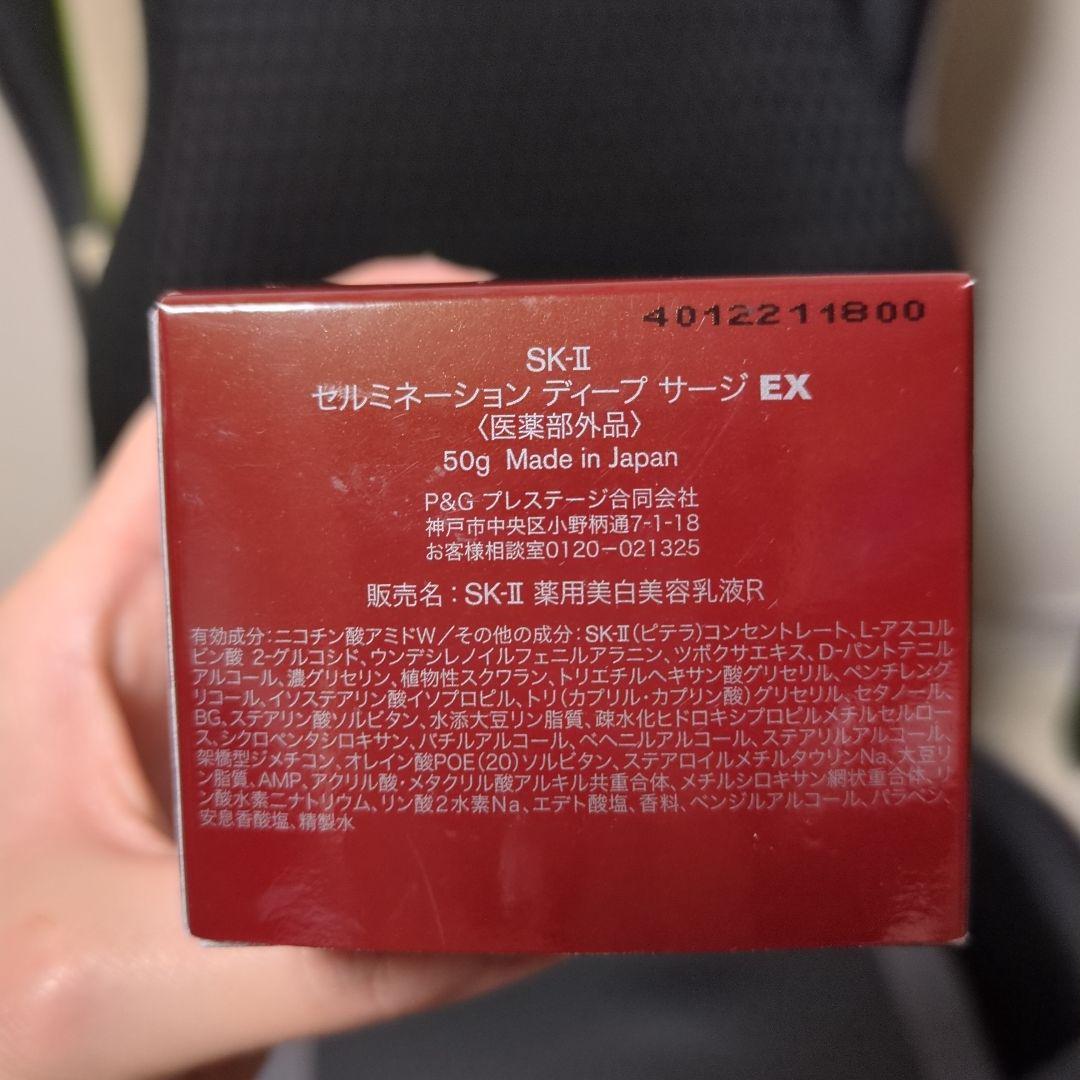 4012211800
SK-II
セルミネーション ディープ サージ EX
〈医薬部外品〉
50g Made in Japan
P&G プレステージ合同会社
神戸市中央区小野柄通7-1-18
お客様相談室0120-021325
販売名：SK-II 薬用美白美容乳液R
有効成分：ニコチン酸アミドW／その他の成分：SK-II（ピテラ）コンセントレート、L-アスコル
ビン酸 2-グルコシド、ウンデシレノイルフェニルアラニン、ツボクサエキス、D-パントテニル
アルコール、濃グリセリン、植物性スクワラン、トリエチルヘキサン酸グリセリル、ペンチレング
リコール、イソステアリン酸イソプロピル、トリ（カプリル・カプリン酸）グリセリル、セタノール、
BG、ステアリン酸ソルビタン、水添大豆リン脂質、疎水化ヒドロキシプロピルメチルセルロー
ス、シクロペンタシロキサン、バチルアルコール、ベヘニルアルコール、ステアリルアルコール、
架橋型ジメチコン、オレイン酸POE（20）ソルビタン、ステアロイルメチルタウリンNa、大豆リ
ン脂質、AMP、アクリル酸・メタクリル酸アルキル共重合体、メチルシロキサン網状重合体、リ
ン酸水素ニナトリウム、リン酸2水素Na、エデト酸塩、香料、ベンジルアルコール、パラベン、
安息香酸塩、精製水